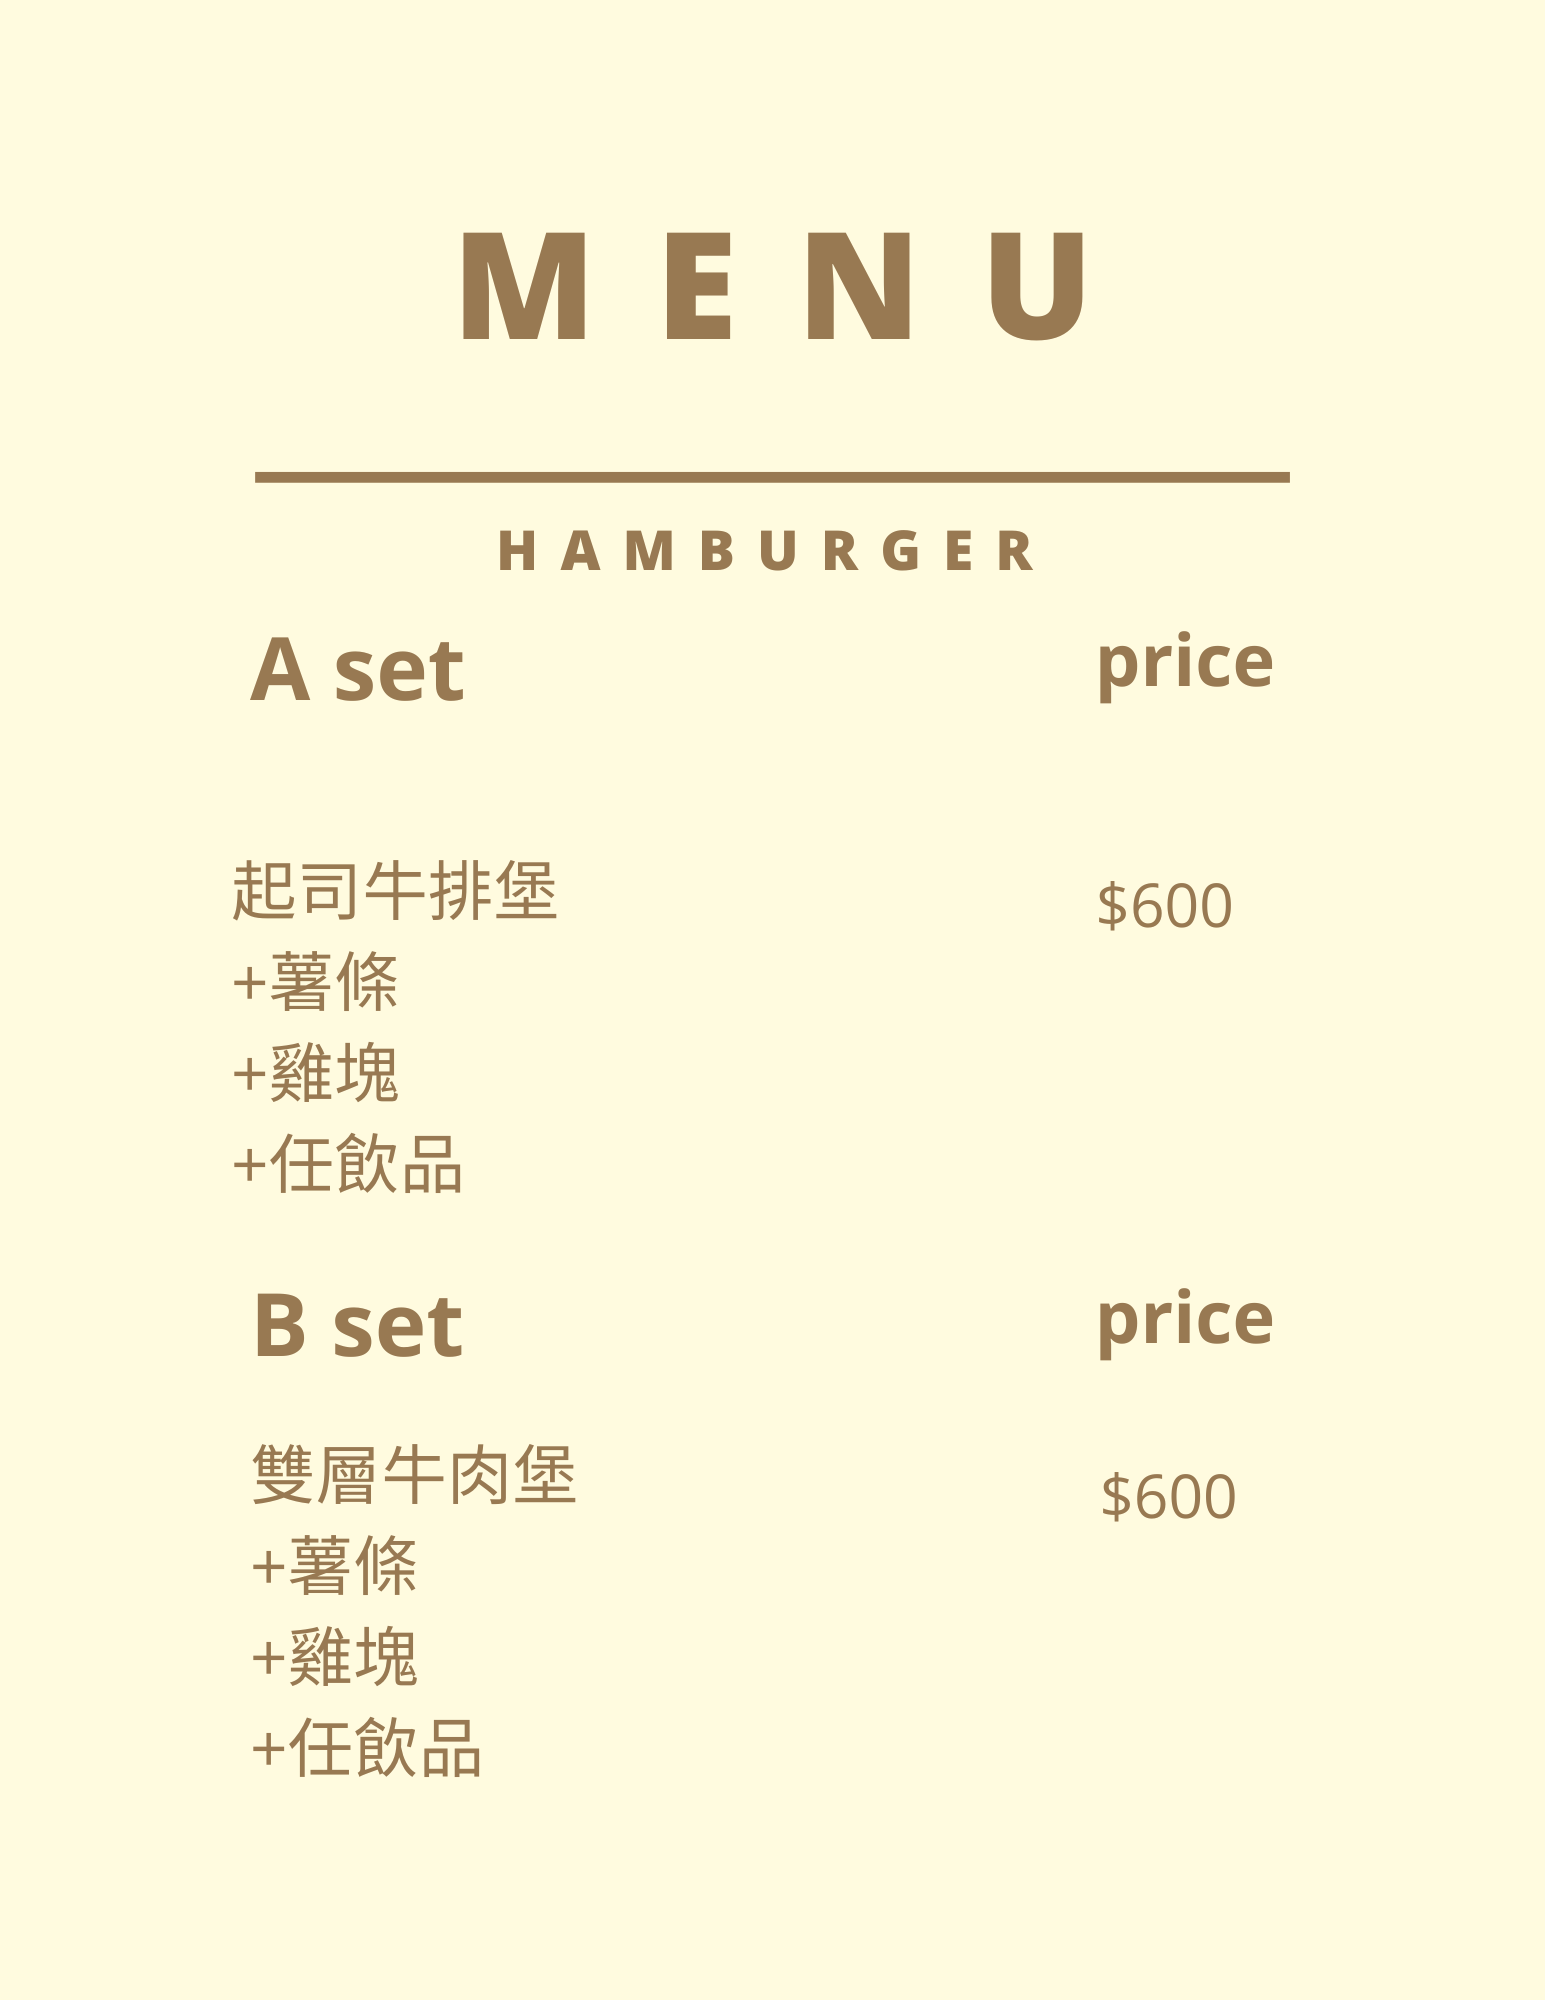 MENU
HAMBURGER
A set price
起司牛排堡 $600
+薯條
+雞塊
+任飲品
B set price
雙層牛肉堡 $600
+薯條
+雞塊
+任飲品